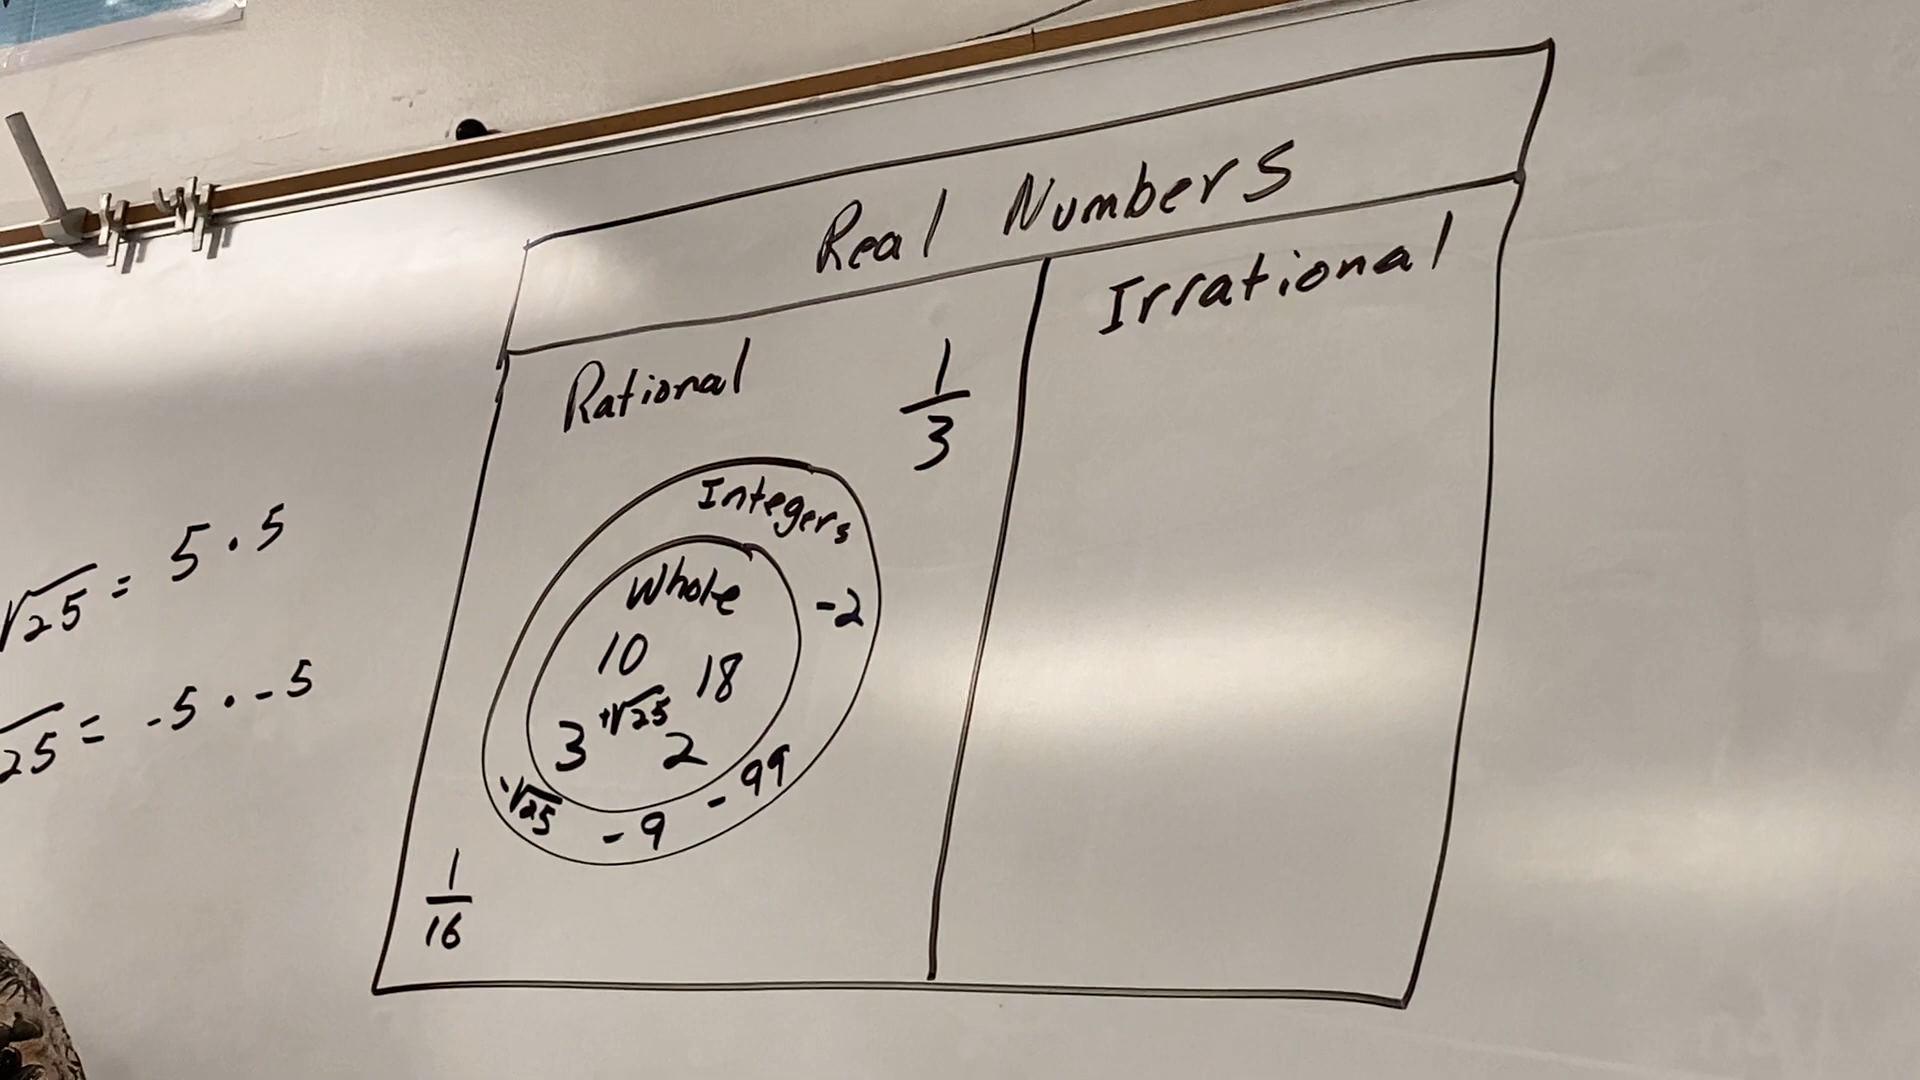 Real Numbers
Rational
Irrational
1/3
Integers
Whole
-2
10
18
+√25
3
2
-√25
-9
-99
1/16
√25 = 5 · 5
√25 = -5 · -5